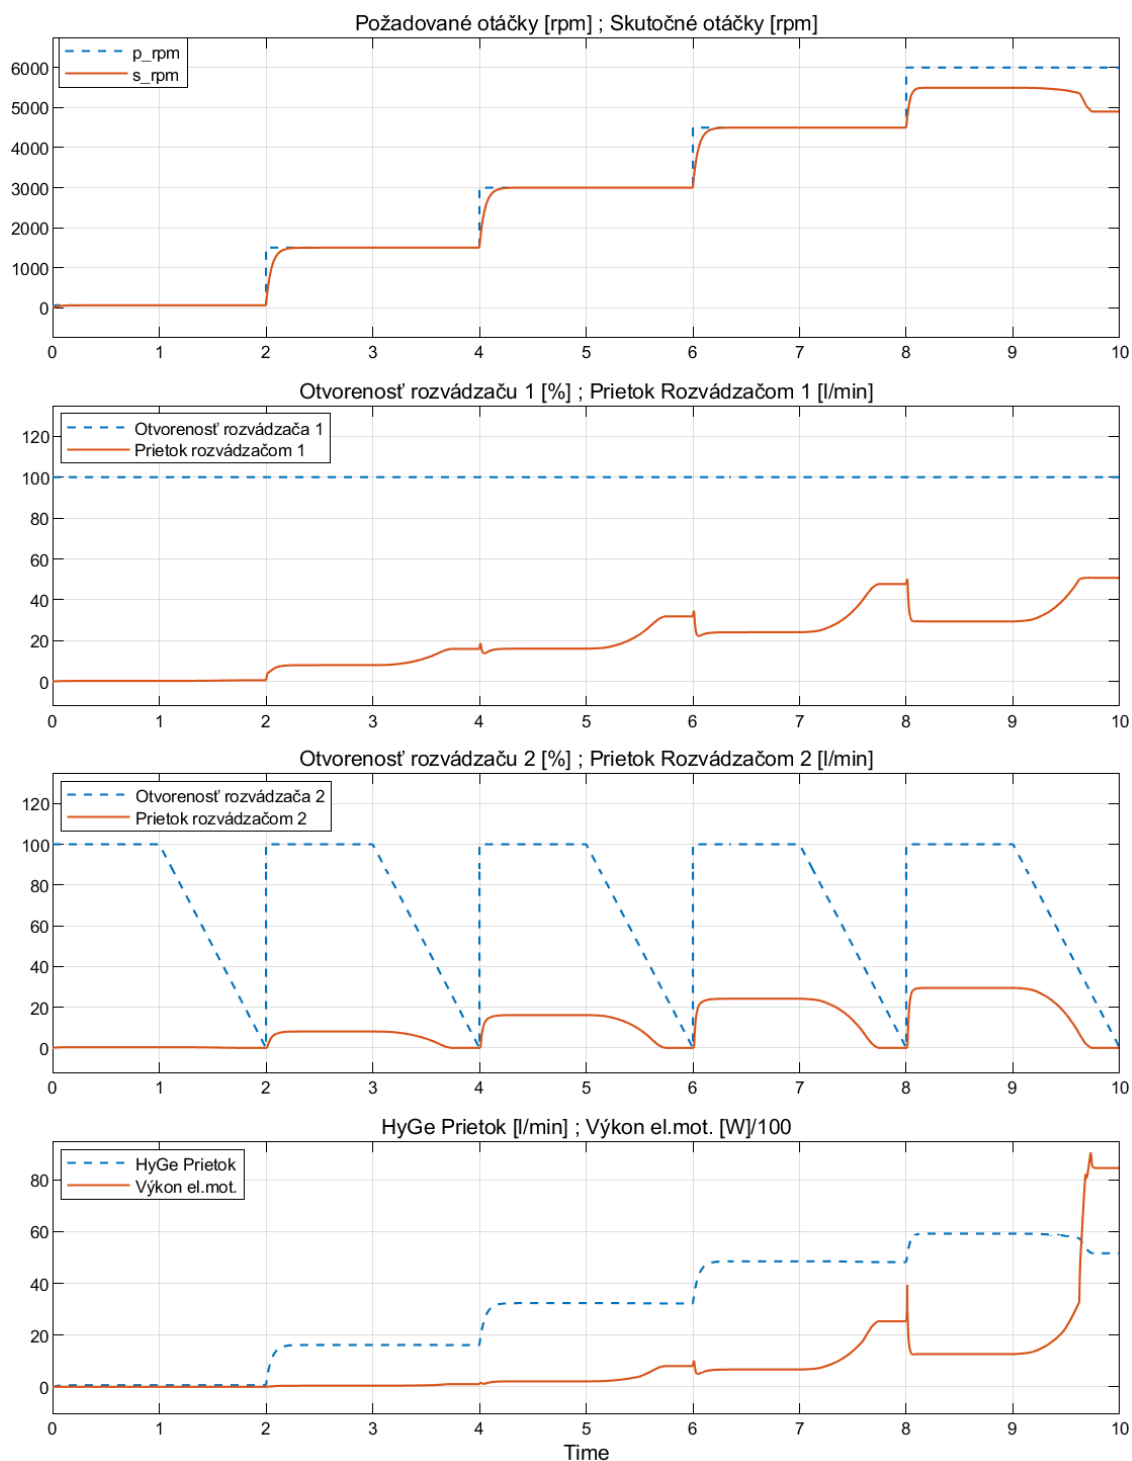 Požadované otáčky [rpm] ; Skutočné otáčky [rpm]
p_rpm
s_rpm
6000
5000
4000
3000
2000
1000
0
0 1 2 3 4 5 6 7 8 9 10
Otvorenosť rozvádzaču 1 [%] ; Prietok Rozvádzačom 1 [l/min]
Otvorenosť rozvádzača 1
Prietok rozvádzačom 1
120
100
80
60
40
20
0
0 1 2 3 4 5 6 7 8 9 10
Otvorenosť rozvádzaču 2 [%] ; Prietok Rozvádzačom 2 [l/min]
Otvorenosť rozvádzača 2
Prietok rozvádzačom 2
120
100
80
60
40
20
0
0 1 2 3 4 5 6 7 8 9 10
HyGe Prietok [l/min] ; Výkon el.mot. [W]/100
HyGe Prietok
Výkon el.mot.
80
60
40
20
0
0 1 2 3 4 5 6 7 8 9 10
Time